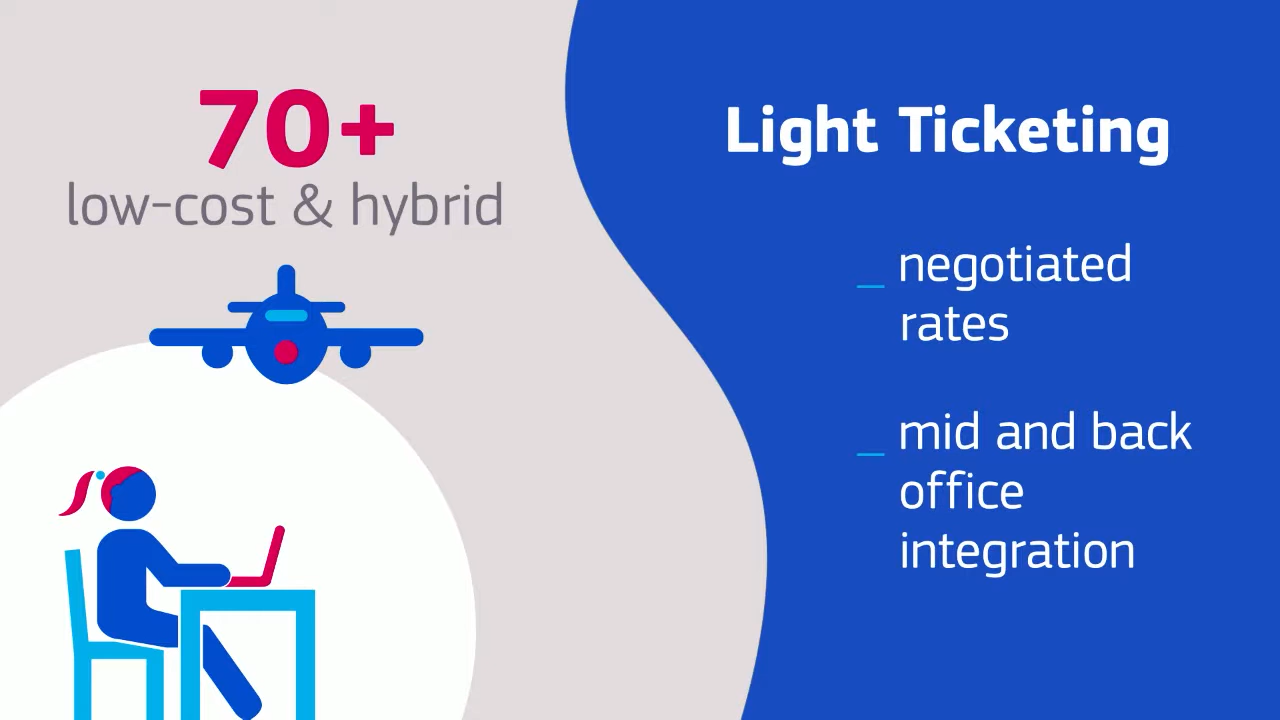 70+
low-cost & hybrid
Light Ticketing
_ negotiated
rates
_ mid and back
office
integration